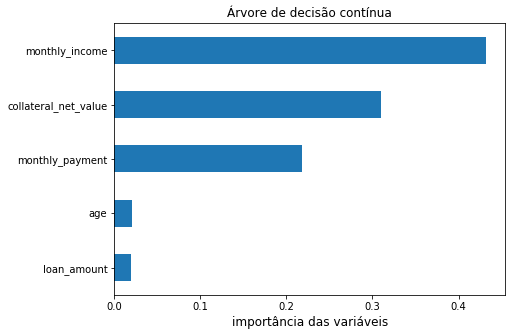 Árvore de decisão contínua
monthly_income
collateral_net_value
monthly_payment
age
loan_amount
0.0 0.1 0.2 0.3 0.4
importância das variáveis